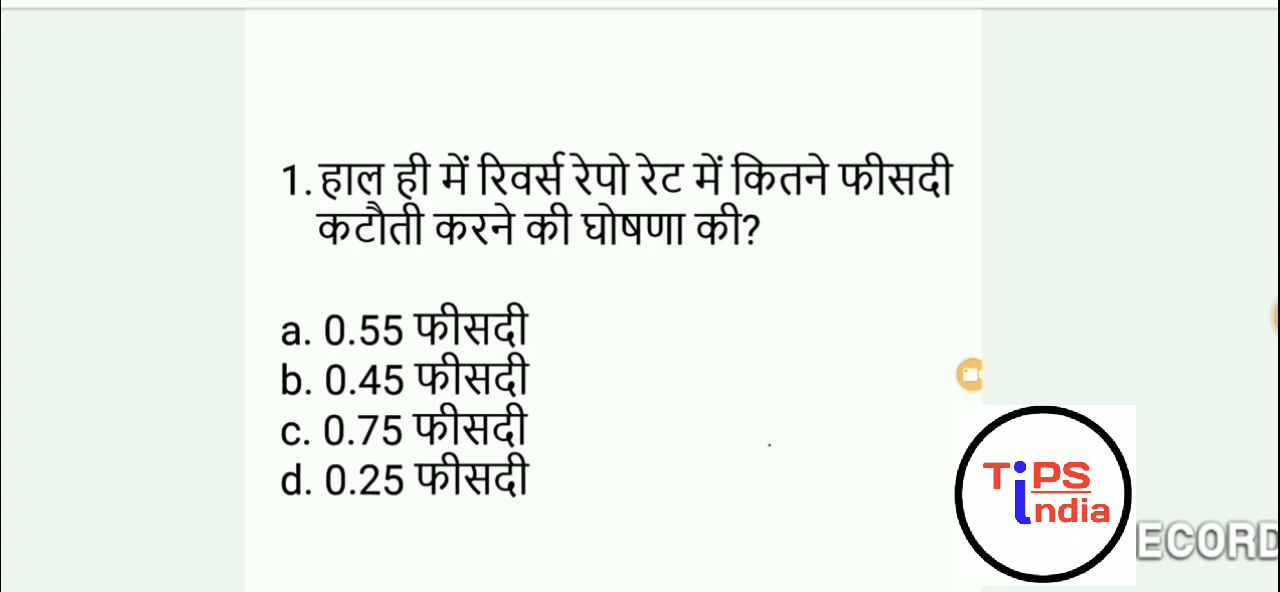 1. हाल ही में रिवर्स रेपो रेट में कितने फीसदी
कटौती करने की घोषणा की?
a. 0.55 फीसदी
b. 0.45 फीसदी
c. 0.75 फीसदी
d. 0.25 फीसदी
TiPS
india
ECORD